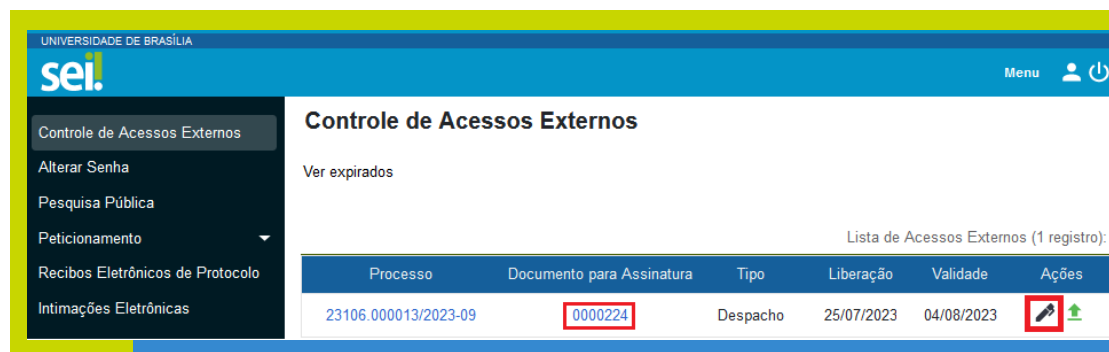 UNIVERSIDADE DE BRASÍLIA
sei!
Menu
Controle de Acessos Externos
Alterar Senha
Pesquisa Pública
Peticionamento
Recibos Eletrônicos de Protocolo
Intimações Eletrônicas
Controle de Acessos Externos
Ver expirados
Lista de Acessos Externos (1 registro):
Processo Documento para Assinatura Tipo Liberação Validade Ações
23106.000013/2023-09 0000224 Despacho 25/07/2023 04/08/2023